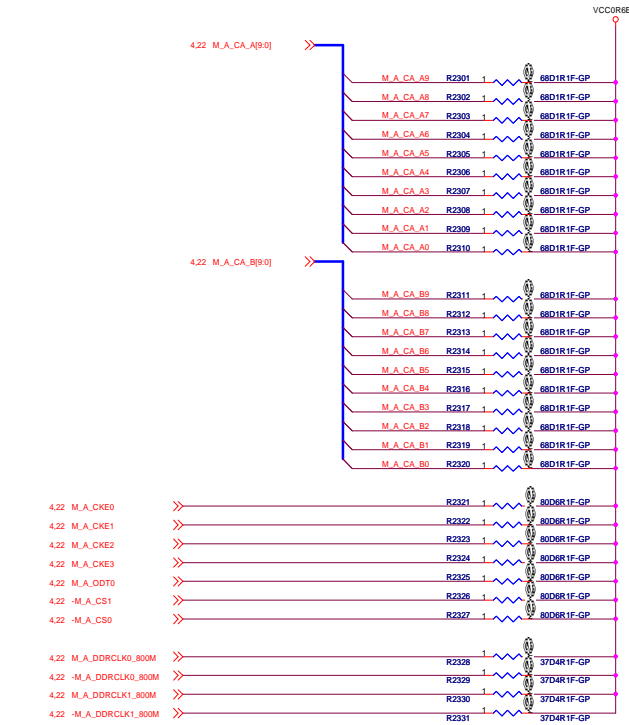 VCC0R6B
4,22 M_A_CA_A[9:0]
M_A_CA_A9 R2301 1 68D1R1F-GP
M_A_CA_A8 R2302 1 68D1R1F-GP
M_A_CA_A7 R2303 1 68D1R1F-GP
M_A_CA_A6 R2304 1 68D1R1F-GP
M_A_CA_A5 R2305 1 68D1R1F-GP
M_A_CA_A4 R2306 1 68D1R1F-GP
M_A_CA_A3 R2307 1 68D1R1F-GP
M_A_CA_A2 R2308 1 68D1R1F-GP
M_A_CA_A1 R2309 1 68D1R1F-GP
M_A_CA_A0 R2310 1 68D1R1F-GP
4,22 M_A_CA_B[9:0]
M_A_CA_B9 R2311 1 68D1R1F-GP
M_A_CA_B8 R2312 1 68D1R1F-GP
M_A_CA_B7 R2313 1 68D1R1F-GP
M_A_CA_B6 R2314 1 68D1R1F-GP
M_A_CA_B5 R2315 1 68D1R1F-GP
M_A_CA_B4 R2316 1 68D1R1F-GP
M_A_CA_B3 R2317 1 68D1R1F-GP
M_A_CA_B2 R2318 1 68D1R1F-GP
M_A_CA_B1 R2319 1 68D1R1F-GP
M_A_CA_B0 R2320 1 68D1R1F-GP
4,22 M_A_CKE0 R2321 1 80D6R1F-GP
4,22 M_A_CKE1 R2322 1 80D6R1F-GP
4,22 M_A_CKE2 R2323 1 80D6R1F-GP
4,22 M_A_CKE3 R2324 1 80D6R1F-GP
4,22 M_A_ODT0 R2325 1 80D6R1F-GP
4,22 -M_A_CS1 R2326 1 80D6R1F-GP
4,22 -M_A_CS0 R2327 1 80D6R1F-GP
4,22 M_A_DDRCLK0_800M R2328 1 37D4R1F-GP
4,22 -M_A_DDRCLK0_800M R2329 1 37D4R1F-GP
4,22 M_A_DDRCLK1_800M R2330 1 37D4R1F-GP
4,22 -M_A_DDRCLK1_800M R2331 1 37D4R1F-GP